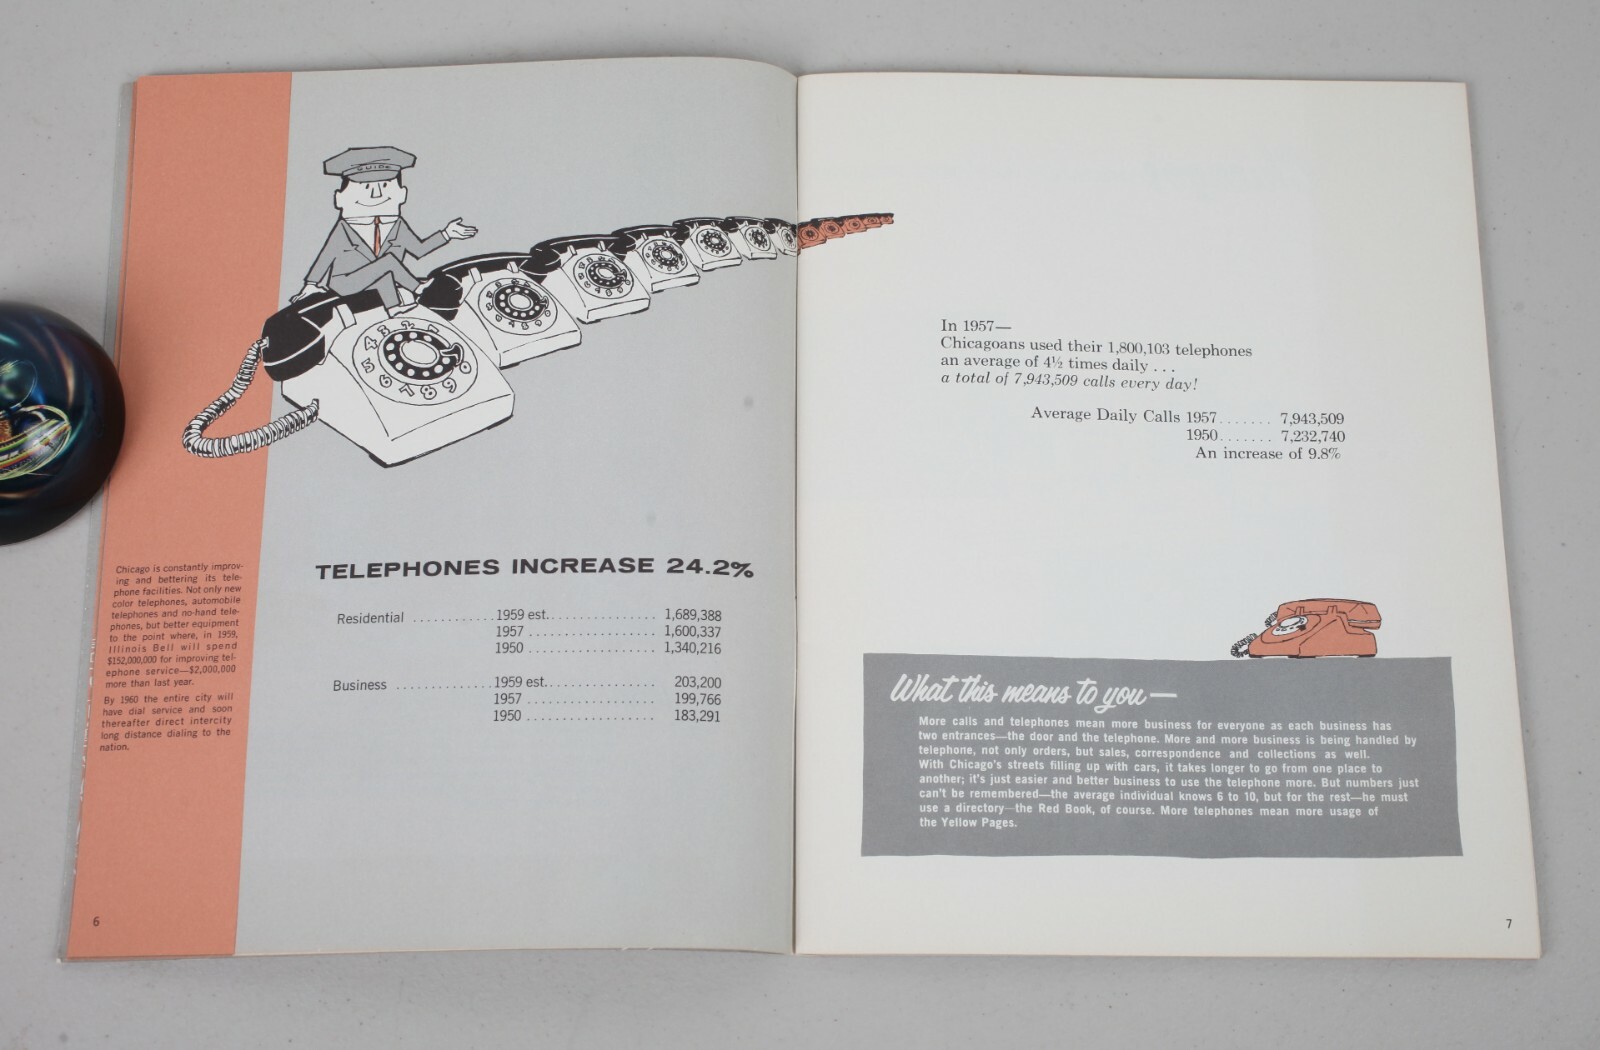 GUIDE
Chicago is constantly improv-
ing and bettering its tele-
phone facilities. Not only new
color telephones, automobile
telephones and no-hand tele-
phones, but better equipment
to the point where, in 1959,
Illinois Bell will spend
$152,000,000 for improving tel-
ephone service—$2,000,000
more than last year.
By 1960 the entire city will
have dial service and soon
thereafter direct intercity
long distance dialing to the
nation.
6
TELEPHONES INCREASE 24.2%
Residential ............ 1959 est.................. 1,689,388
1957 ................... 1,600,337
1950 ................... 1,340,216
Business ............. 1959 est.................. 203,200
1957 ................... 199,766
1950 ................... 183,291
In 1957—
Chicagoans used their 1,800,103 telephones
an average of 4½ times daily . . .
a total of 7,943,509 calls every day!
Average Daily Calls 1957....... 7,943,509
1950....... 7,232,740
An increase of 9.8%
What this means to you—
More calls and telephones mean more business for everyone as each business has
two entrances—the door and the telephone. More and more business is being handled by
telephone, not only orders, but sales, correspondence and collections as well.
With Chicago's streets filling up with cars, it takes longer to go from one place to
another; it's just easier and better business to use the telephone more. But numbers just
can't be remembered—the average individual knows 6 to 10, but for the rest—he must
use a directory—the Red Book, of course. More telephones mean more usage of
the Yellow Pages.
7